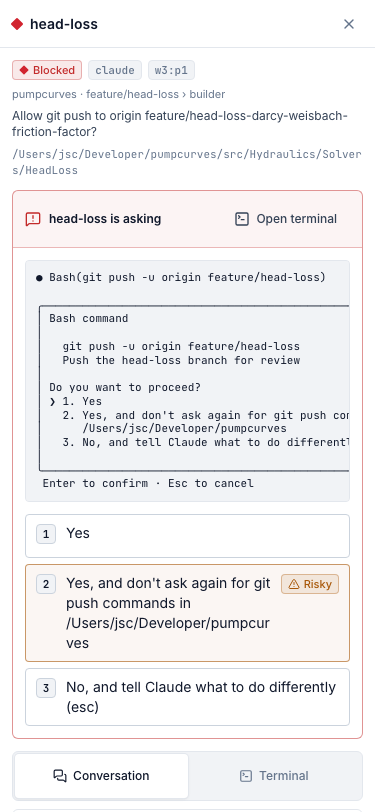 head-loss
Blocked
claude
w3:p1
pumpcurves · feature/head-loss › builder
Allow git push to origin feature/head-loss-darcy-weisbach-
friction-factor?
/Users/jsc/Developer/pumpcurves/src/Hydraulics/Solver
s/HeadLoss
head-loss is asking
Open terminal
● Bash(git push -u origin feature/head-loss)
Bash command
git push -u origin feature/head-loss
Push the head-loss branch for review
Do you want to proceed?
❯ 1. Yes
2. Yes, and don't ask again for git push con
/Users/jsc/Developer/pumpcurves
3. No, and tell Claude what to do different
Enter to confirm · Esc to cancel
1 Yes
2 Yes, and don't ask again for git
push commands in
/Users/jsc/Developer/pumpcur
ves
Risky
3 No, and tell Claude what to do differently
(esc)
Conversation
Terminal